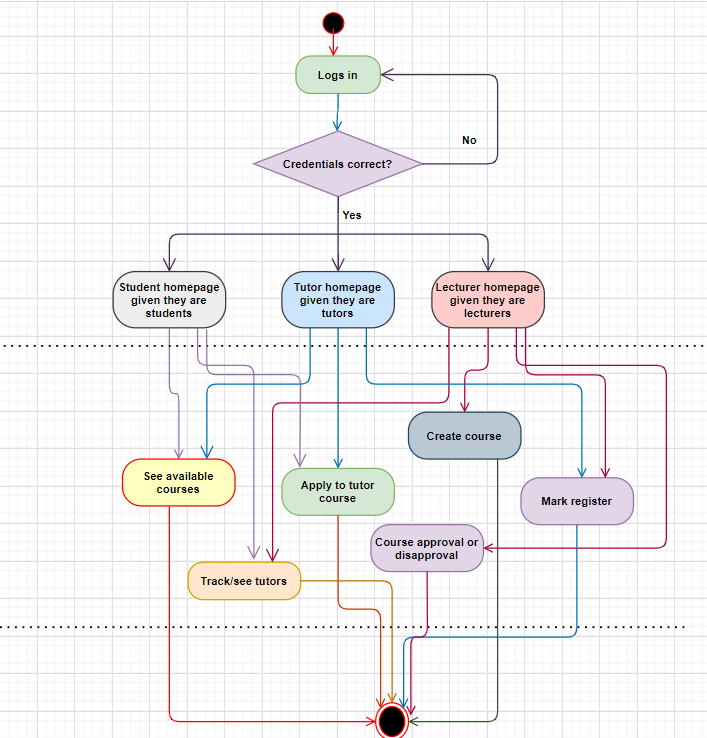 Logs in
Credentials correct?
No
Yes
Student homepage
given they are
students
Tutor homepage
given they are
tutors
Lecturer homepage
given they are
lecturers
Create course
See available
courses
Apply to tutor
course
Mark register
Course approval or
disapproval
Track/see tutors